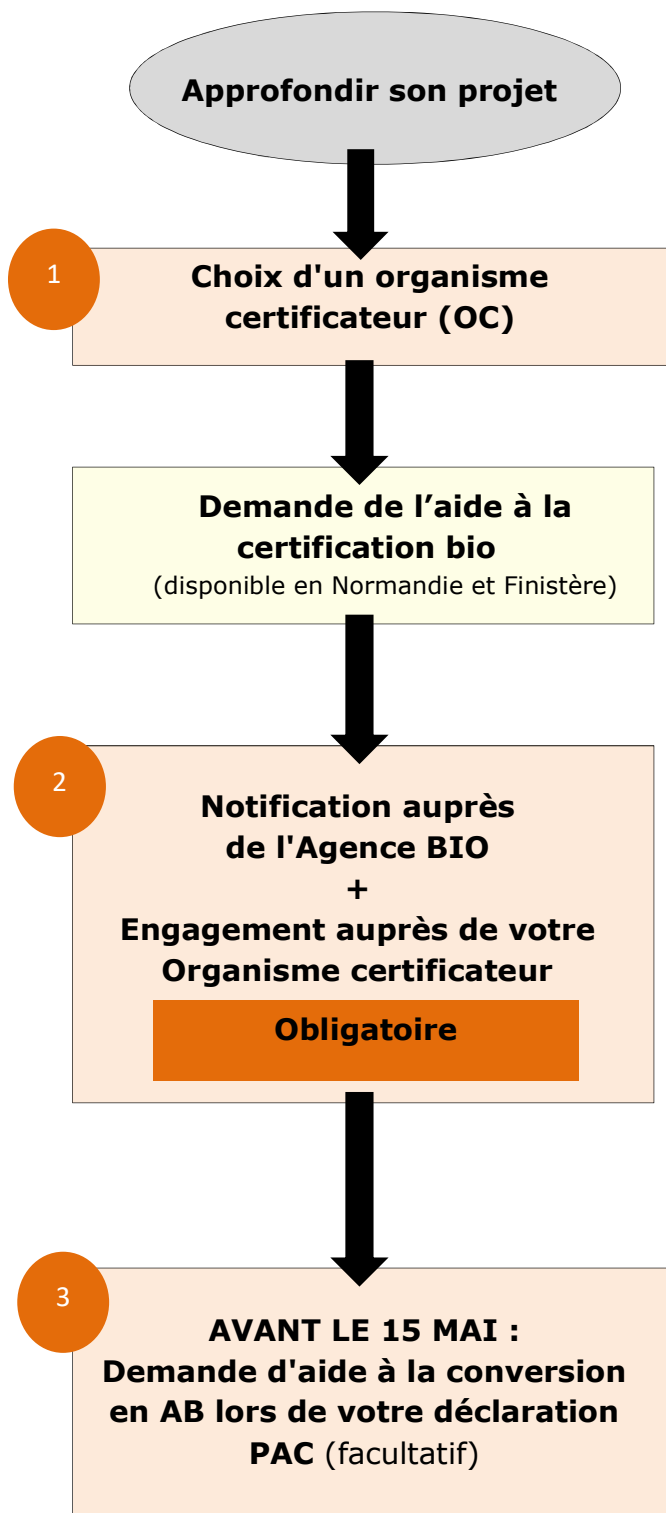 Approfondir son projet
1
Choix d'un organisme
certificateur (OC)
Demande de l’aide à la
certification bio
(disponible en Normandie et Finistère)
2
Notification auprès
de l'Agence BIO
+
Engagement auprès de votre
Organisme certificateur
Obligatoire
3
AVANT LE 15 MAI :
Demande d'aide à la conversion
en AB lors de votre déclaration
PAC (facultatif)